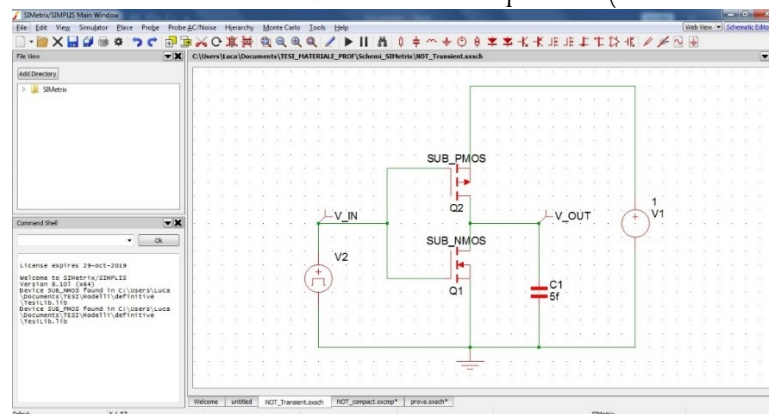 SIMetrix/SIMPLIS Main Window
File Edit View Simulator Place Probe Probe AC/Noise Hierarchy Monte Carlo Tools Help
Web View
Schematic Editor
File View
C:\Users\Luca\Documents\TESI_MATERIALE_PROF\Schemi_SIMetrix\NOT_Transient.sxsch
Add Directory
SIMetrix
SUB_PMOS
Q2
V_IN
V_OUT
1
V1
SUB_NMOS
Q1
V2
C1
5f
Command Shell
Ok
License expires 29-oct-2019
Welcome to SIMetrix/SIMPLIS
Version 8.10l (x64)
Device SUB_NMOS found in C:\Users\Luca
\Documents\TESI\Modelli\definitive
\TesiLib.lib
Device SUB_PMOS found in C:\Users\Luca
\Documents\TESI\Modelli\definitive
\TesiLib.lib
Welcome untitled NOT_Transient.sxsch NOT_compact.sxcmp* prova.sxsch*
Select
SIMetrix